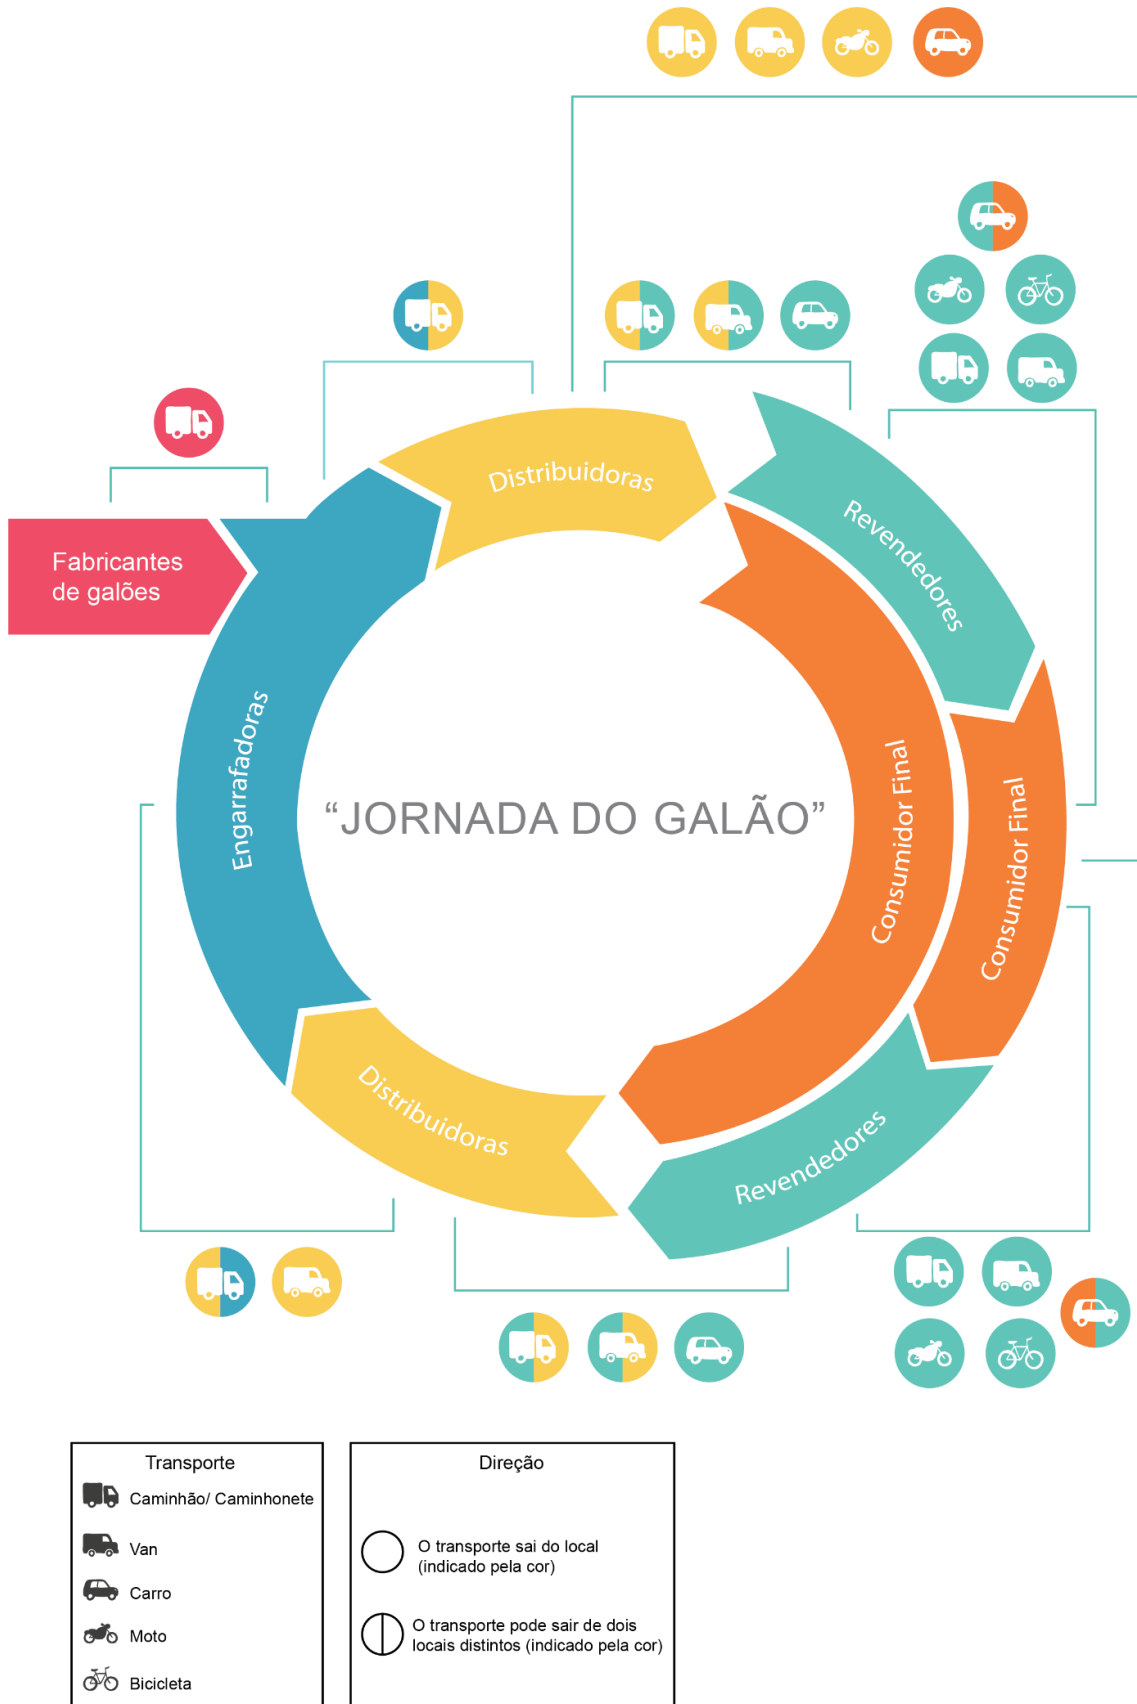 Distribuidoras
Revendedores
Fabricantes
de galões
Engarrafadoras
“JORNADA DO GALÃO”
Consumidor Final
Consumidor Final
Distribuidoras
Revendedores
Transporte
Caminhão/ Caminhonete
Van
Carro
Moto
Bicicleta
Direção
O transporte sai do local
(indicado pela cor)
O transporte pode sair de dois
locais distintos (indicado pela cor)